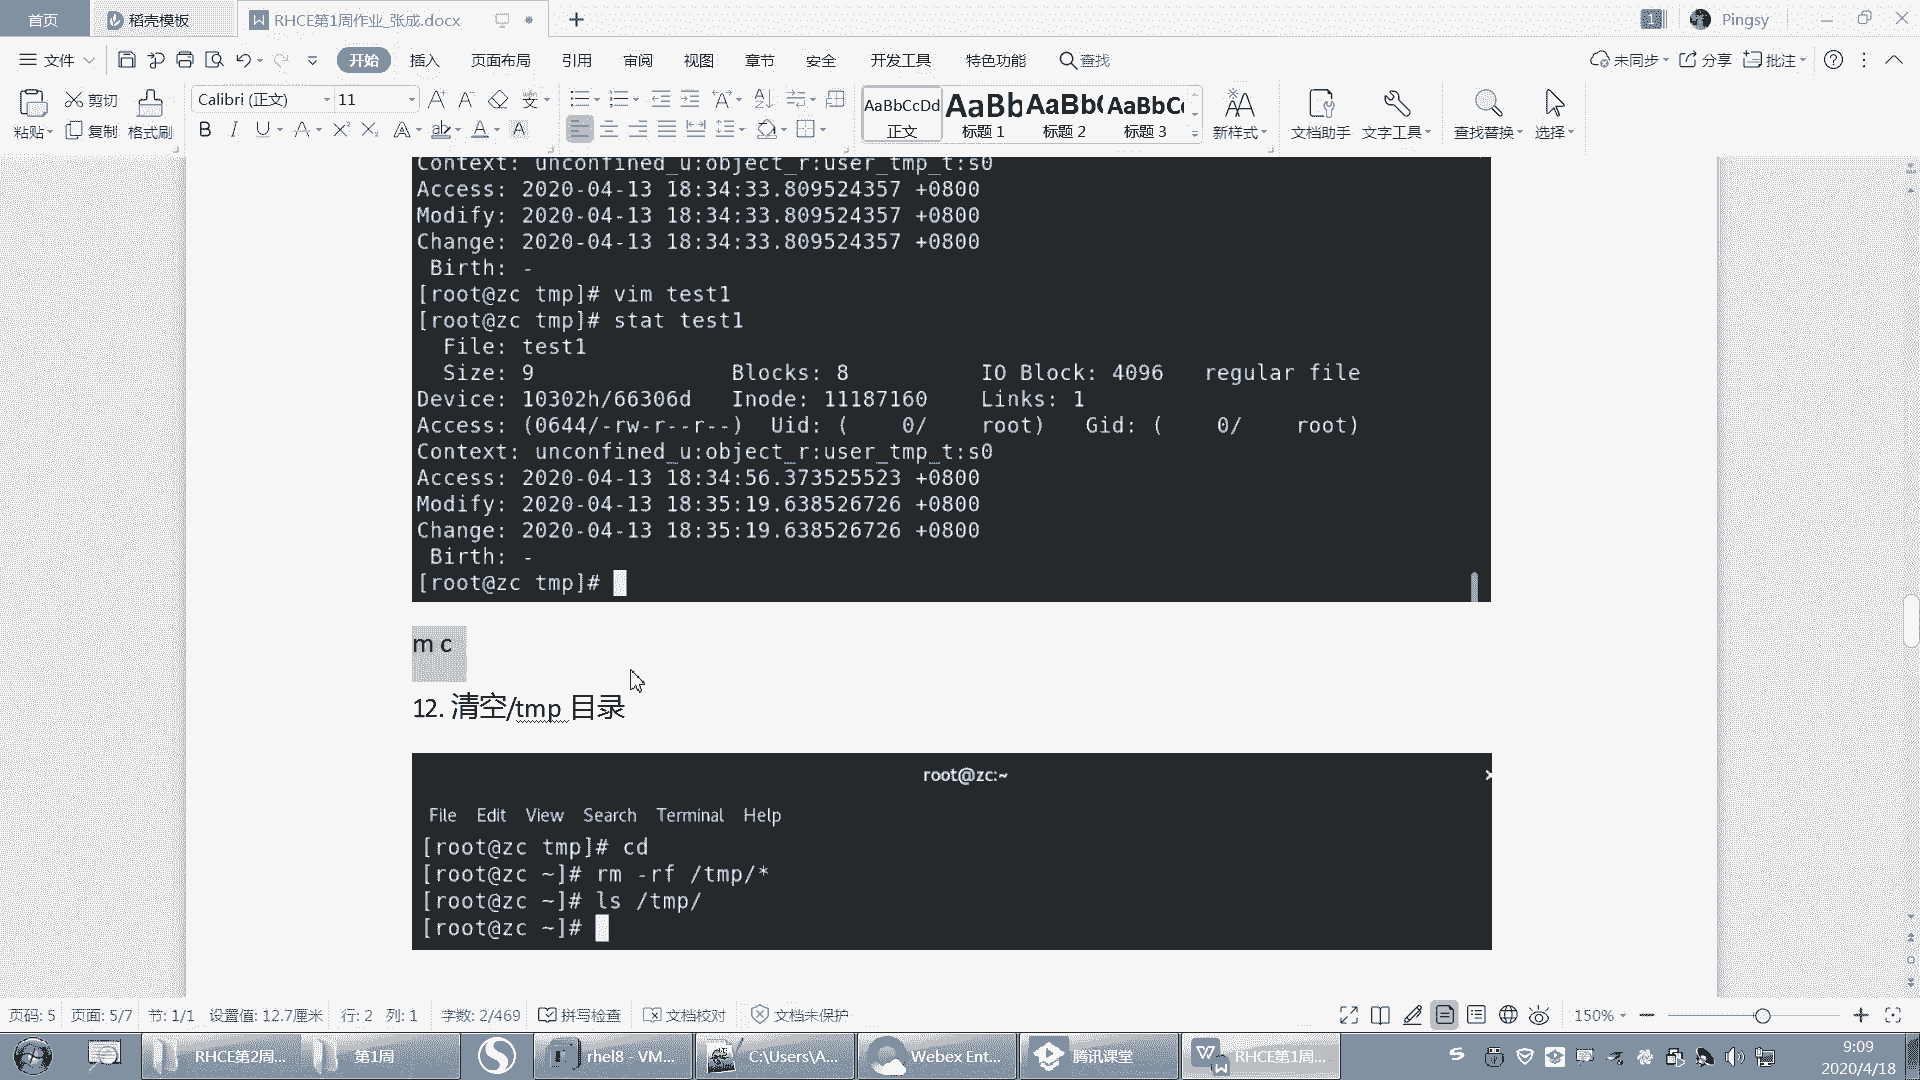 首页 稻壳模板 RHCE第1周作业_张成.docx 1 Pingsy
文件 开始 插入 页面布局 引用 审阅 视图 章节 安全 开发工具 特色功能 查找 未同步 分享 批注
粘贴 剪切 复制 格式刷 Calibri (正文) 11 AaBbCcDd 正文 AaBb 标题 1 AaBb( 标题 2 AaBbC 标题 3 新样式 文档助手 文字工具 查找替换 选择
Context: unconfined_u:object_r:user_tmp_t:s0
Access: 2020-04-13 18:34:33.809524357 +0800
Modify: 2020-04-13 18:34:33.809524357 +0800
Change: 2020-04-13 18:34:33.809524357 +0800
Birth: -
[root@zc tmp]# vim test1
[root@zc tmp]# stat test1
File: test1
Size: 9 Blocks: 8 IO Block: 4096 regular file
Device: 10302h/66306d Inode: 11187160 Links: 1
Access: (0644/-rw-r--r--) Uid: ( 0/ root) Gid: ( 0/ root)
Context: unconfined_u:object_r:user_tmp_t:s0
Access: 2020-04-13 18:34:56.373525523 +0800
Modify: 2020-04-13 18:35:19.638526726 +0800
Change: 2020-04-13 18:35:19.638526726 +0800
Birth: -
[root@zc tmp]#
m c
12. 清空/tmp 目录
root@zc:~
File Edit View Search Terminal Help
[root@zc tmp]# cd
[root@zc ~]# rm -rf /tmp/*
[root@zc ~]# ls /tmp/
[root@zc ~]#
页码: 5 页面: 5/7 节: 1/1 设置值: 12.7厘米 行: 2 列: 1 字数: 2/469 拼写检查 文档校对 文档未保护 150%
RHCE第2周... 第1周 rhel8 - VM... C:\Users\A... Webex Ent... 腾讯课堂 RHCE第1周... 9:09
2020/4/18